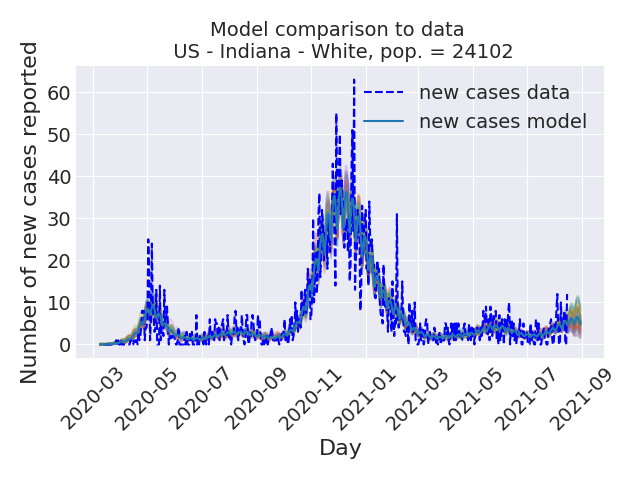 Model comparison to data
US - Indiana - White, pop. = 24102
Number of new cases reported
60
50
40
30
20
10
0
new cases data
new cases model
2020-03
2020-05
2020-07
2020-09
2020-11
2021-01
2021-03
2021-05
2021-07
2021-09
Day